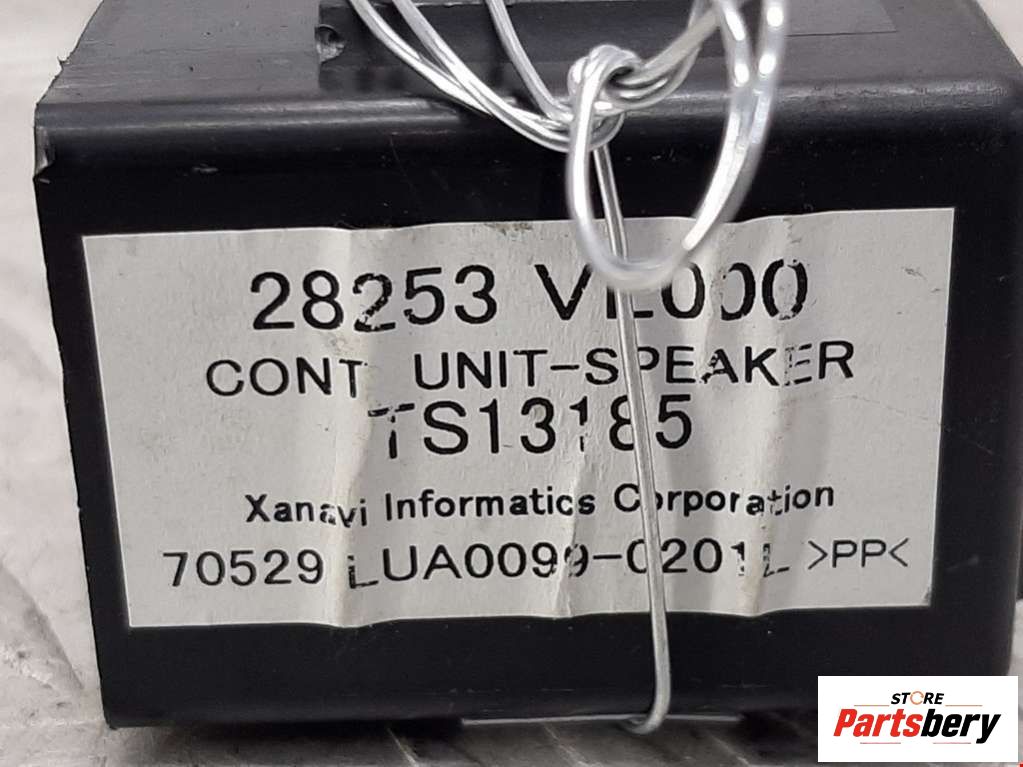 28253 VL000
CONT UNIT-SPEAKER
TS13185
Xanavi Informatics Corporation
70529 LUA0099-0201L >PP<
STORE
Partsbery